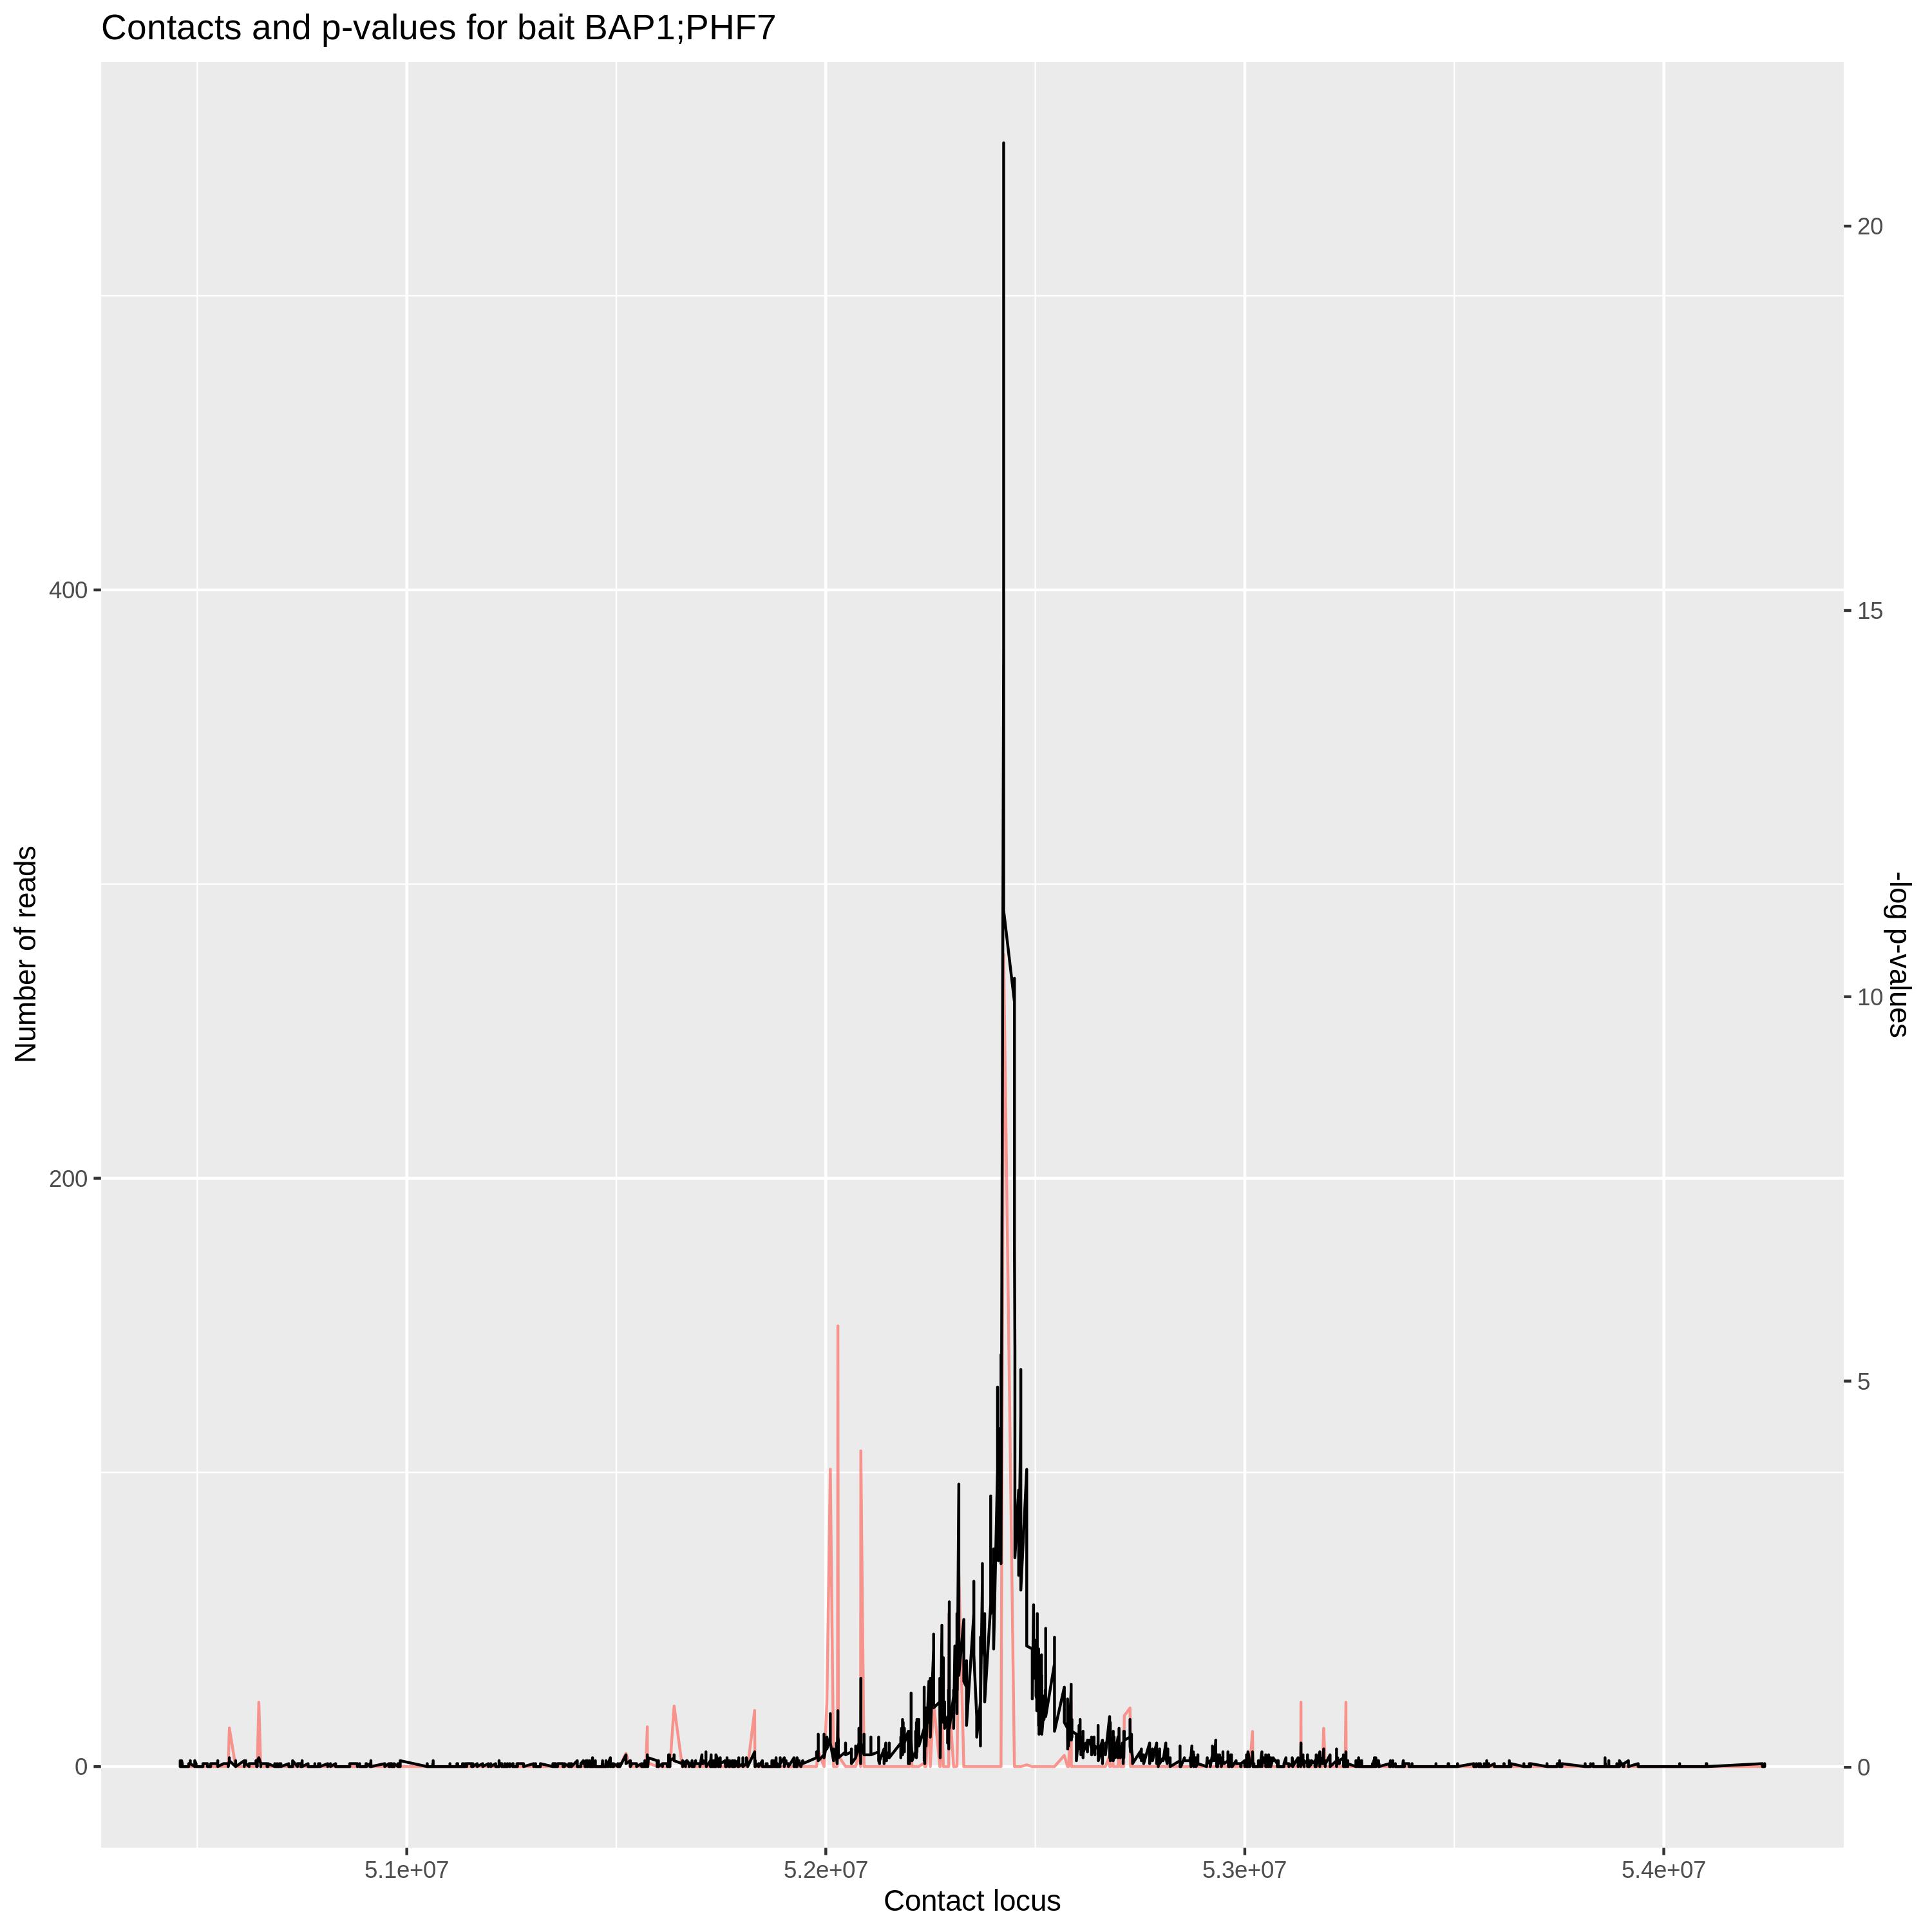 Contacts and p-values for bait BAP1;PHF7
Number of reads
400
200
0
20
15
10
5
0
-log p-values
5.1e+07
5.2e+07
5.3e+07
5.4e+07
Contact locus